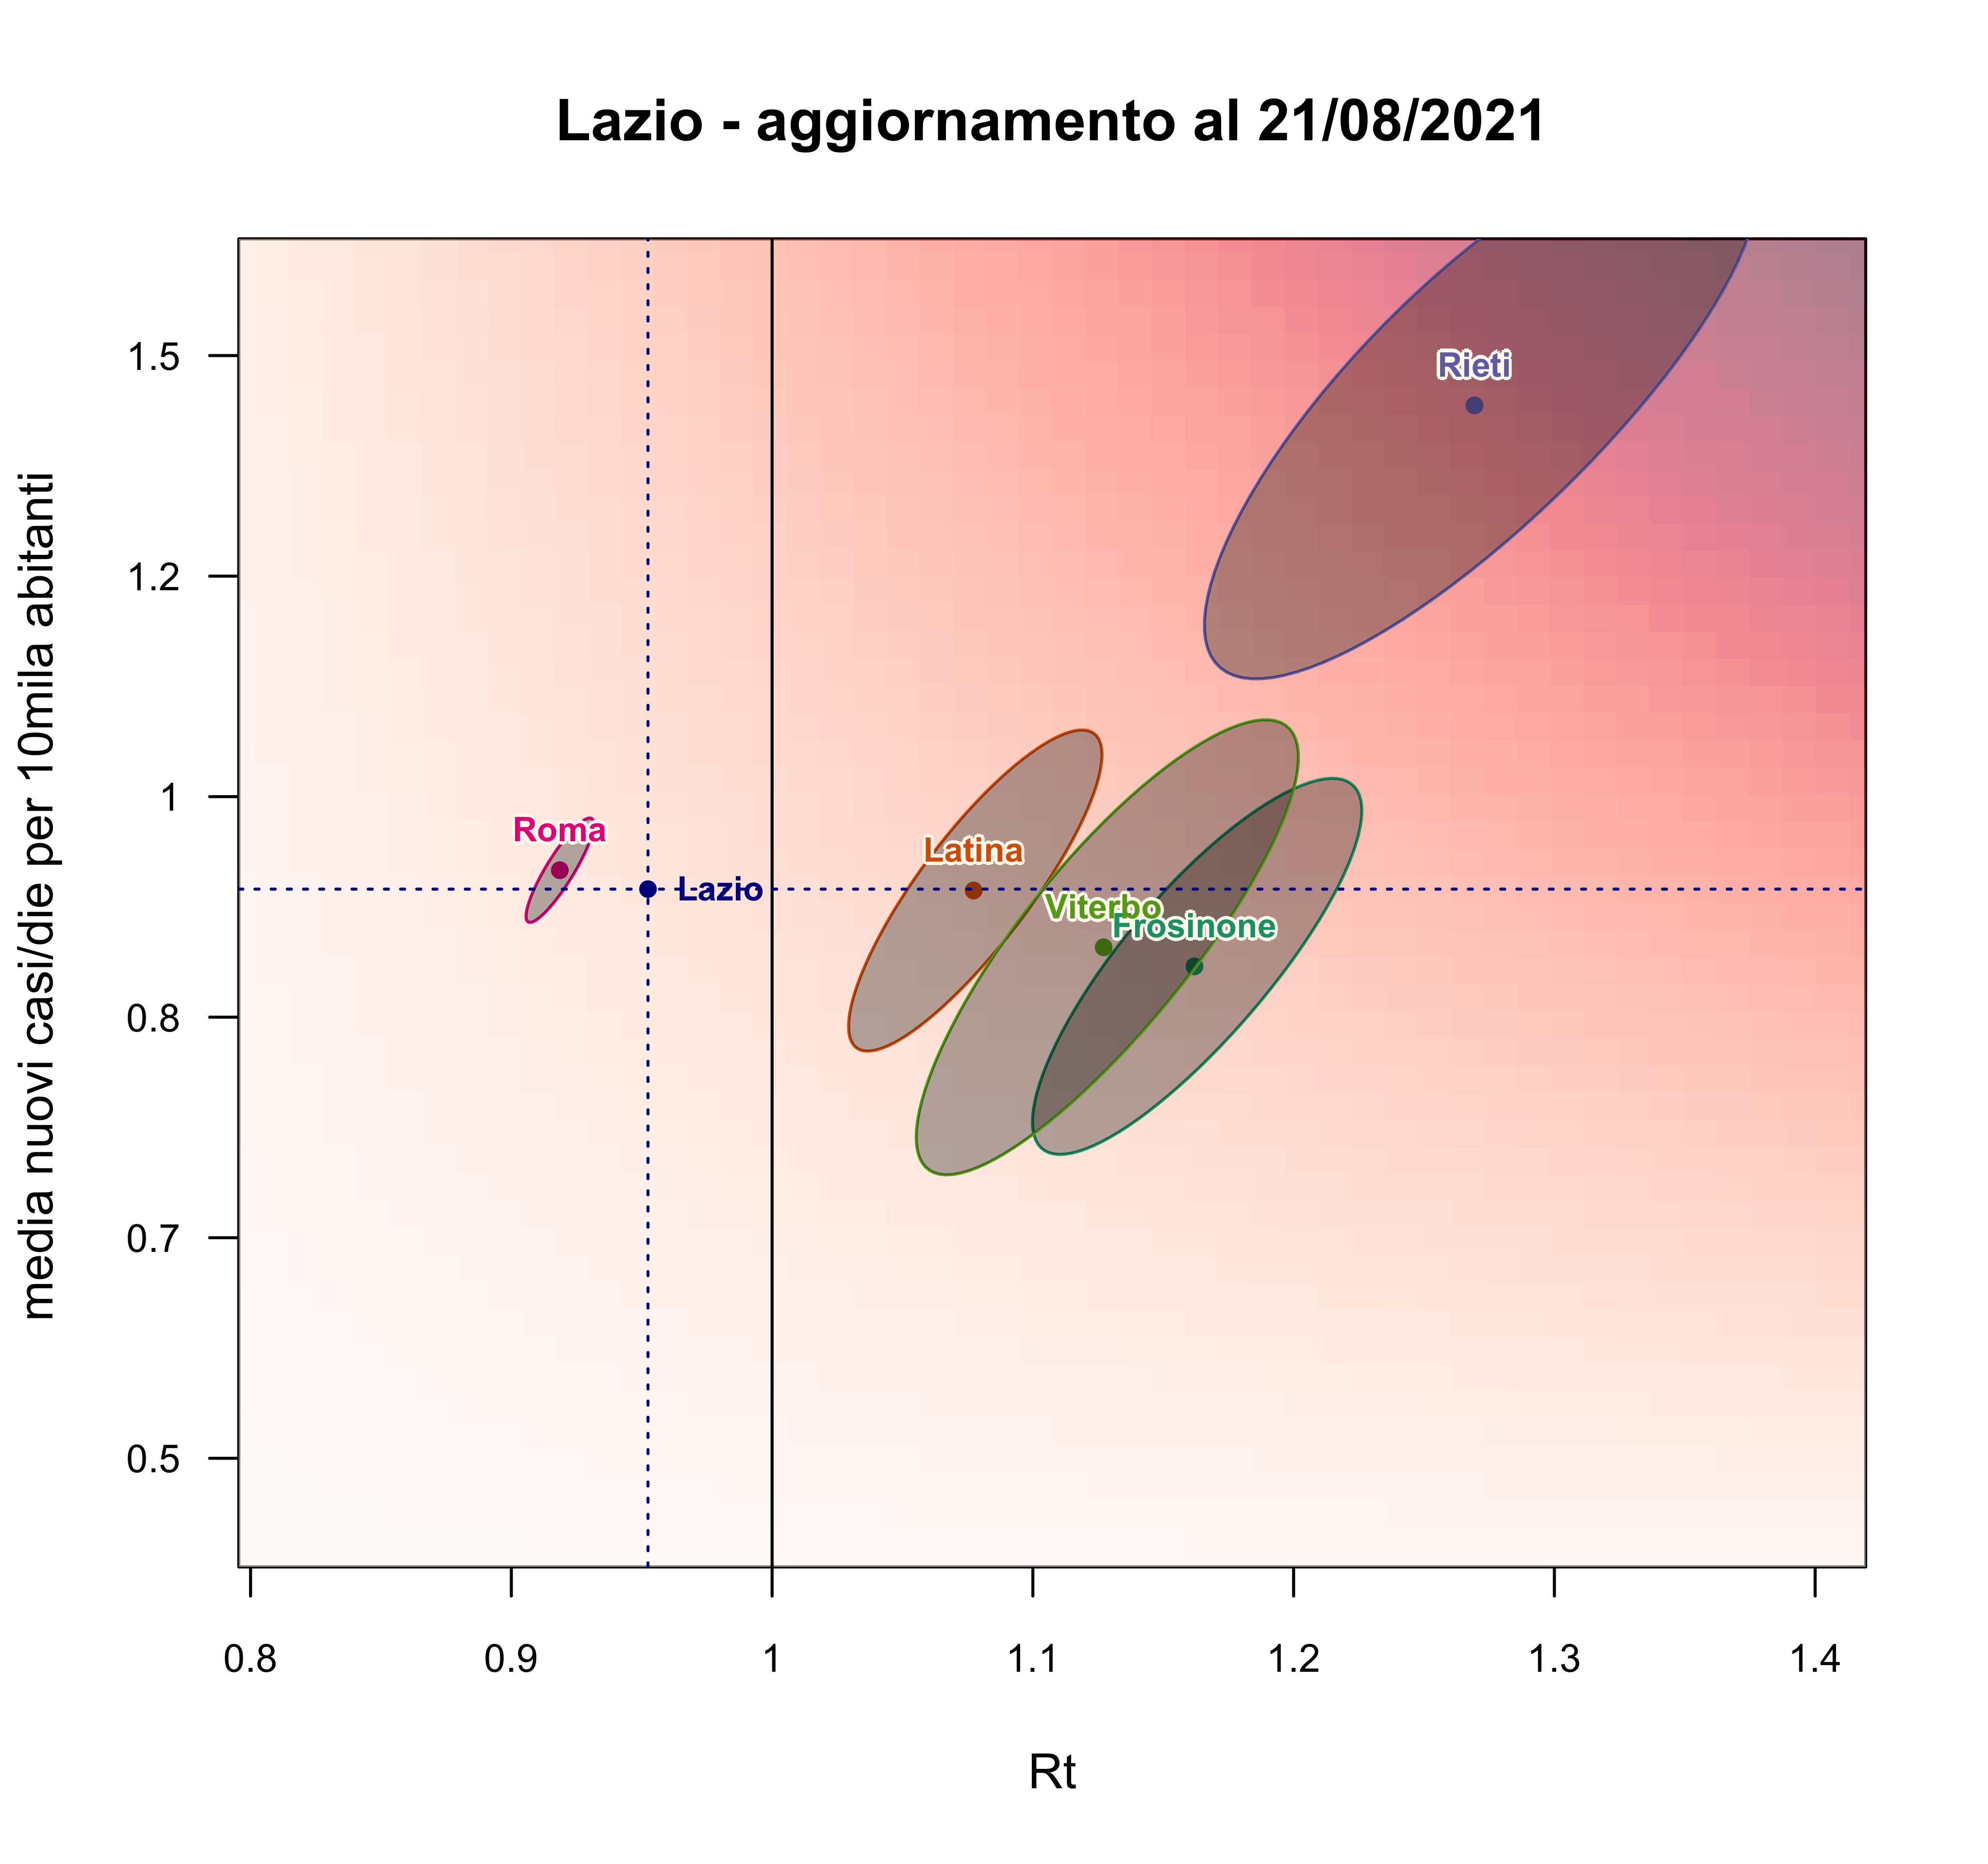 Lazio - aggiornamento al 21/08/2021
media nuovi casi/die per 10mila abitanti
1.5
1.2
1
0.8
0.7
0.5
Rieti
Roma
Latina
Lazio
Viterbo
Frosinone
0.8 0.9 1 1.1 1.2 1.3 1.4
Rt